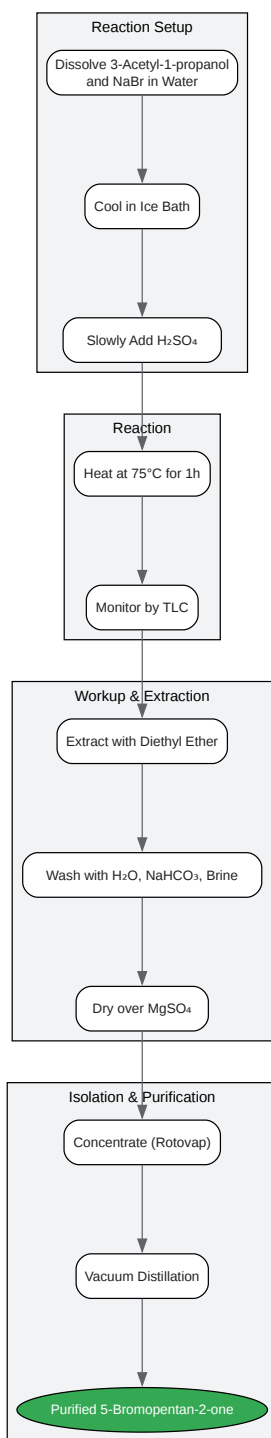 Reaction Setup
Dissolve 3-Acetyl-1-propanol
and NaBr in Water
Cool in Ice Bath
Slowly Add H₂SO₄
Reaction
Heat at 75°C for 1h
Monitor by TLC
Workup & Extraction
Extract with Diethyl Ether
Wash with H₂O, NaHCO₃, Brine
Dry over MgSO₄
Isolation & Purification
Concentrate (Rotovap)
Vacuum Distillation
Purified 5-Bromopentan-2-one